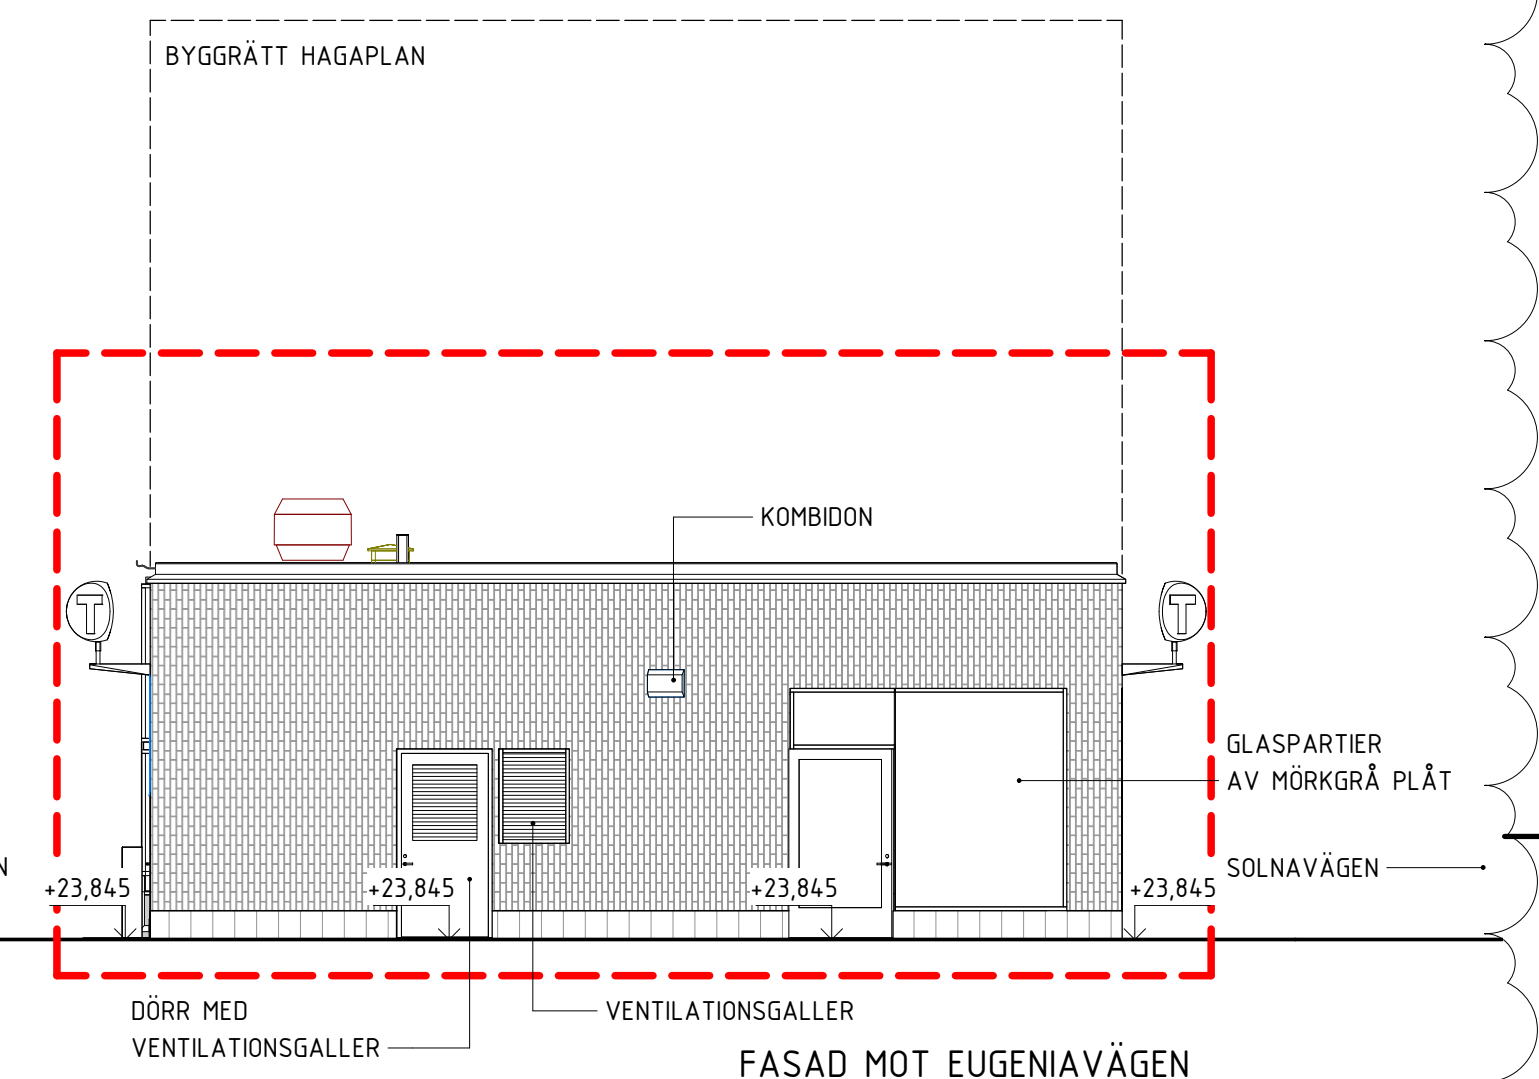 BYGGRÄTT HAGAPLAN
KOMBIDON
T
T
GLASPARTIER
AV MÖRKGRÅ PLÅT
N
SOLNAVÄGEN
+23,845
+23,845
+23,845
+23,845
DÖRR MED
VENTILATIONSGALLER
VENTILATIONSGALLER
FASAD MOT EUGENIAVÄGEN